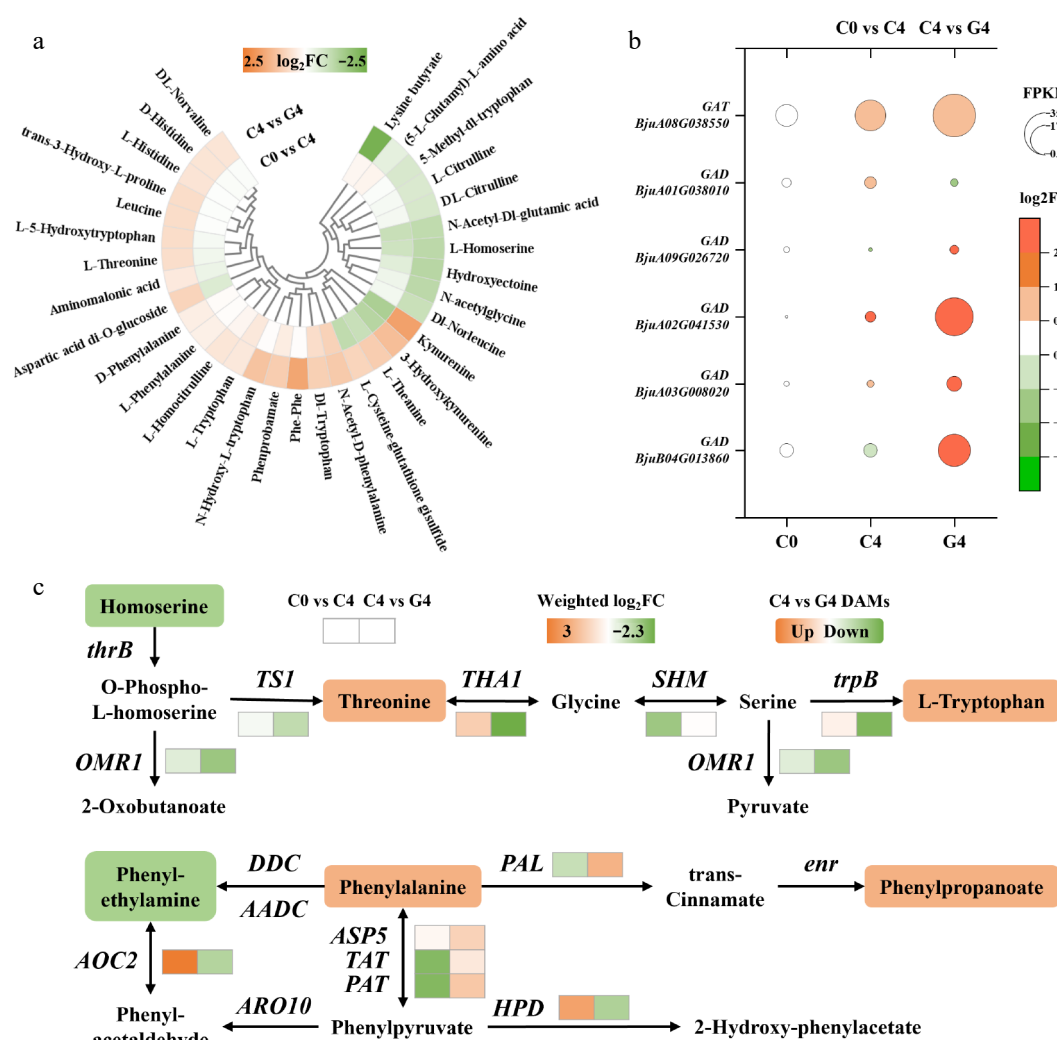 a
2.5 log₂FC −2.5
C4 vs G4
C0 vs C4
DL-Norvaline
D-Histidine
L-Histidine
trans-3-Hydroxy-L-proline
Leucine
L-5-Hydroxytryptophan
L-Threonine
Aminomalonic acid
Aspartic acid di-O-glucoside
D-Phenylalanine
L-Phenylalanine
L-Homocitrulline
L-Tryptophan
N-Hydroxy-L-tryptophan
Phenprobamate
Phe-Phe
Dl-Tryptophan
N-Acetyl-D-phenylalanine
L-Cysteine-glutathione gisulfide
L-Theanine
3-Hydroxykynurenine
Kynurenine
Dl-Norleucine
N-acetylglycine
Hydroxyectoine
L-Homoserine
N-Acetyl-Dl-glutamic acid
DL-Citrulline
L-Citrulline
5-Methyl-dl-tryptophan
(5-L-Glutamyl)-L-amino acid
Lysine butyrate
b
C0 vs C4 C4 vs G4
GAT
BjuA08G038550
GAD
BjuA01G038010
GAD
BjuA09G026720
GAD
BjuA02G041530
GAD
BjuA03G008020
GAD
BjuB04G013860
C0 C4 G4
log2F
2
1
0
c
Homoserine
C0 vs C4 C4 vs G4
Weighted log₂FC
3 −2.3
C4 vs G4 DAMs
Up Down
thrB
O-Phospho-
L-homoserine
TS1
Threonine
THA1
Glycine
SHM
Serine
trpB
L-Tryptophan
OMR1
OMR1
2-Oxobutanoate
Pyruvate
Phenyl-
ethylamine
DDC
AADC
Phenylalanine
PAL
trans-
Cinnamate
enr
Phenylpropanoate
AOC2
ASP5
TAT
PAT
Phenyl-
acetaldehyde
ARO10
Phenylpyruvate
HPD
2-Hydroxy-phenylacetate